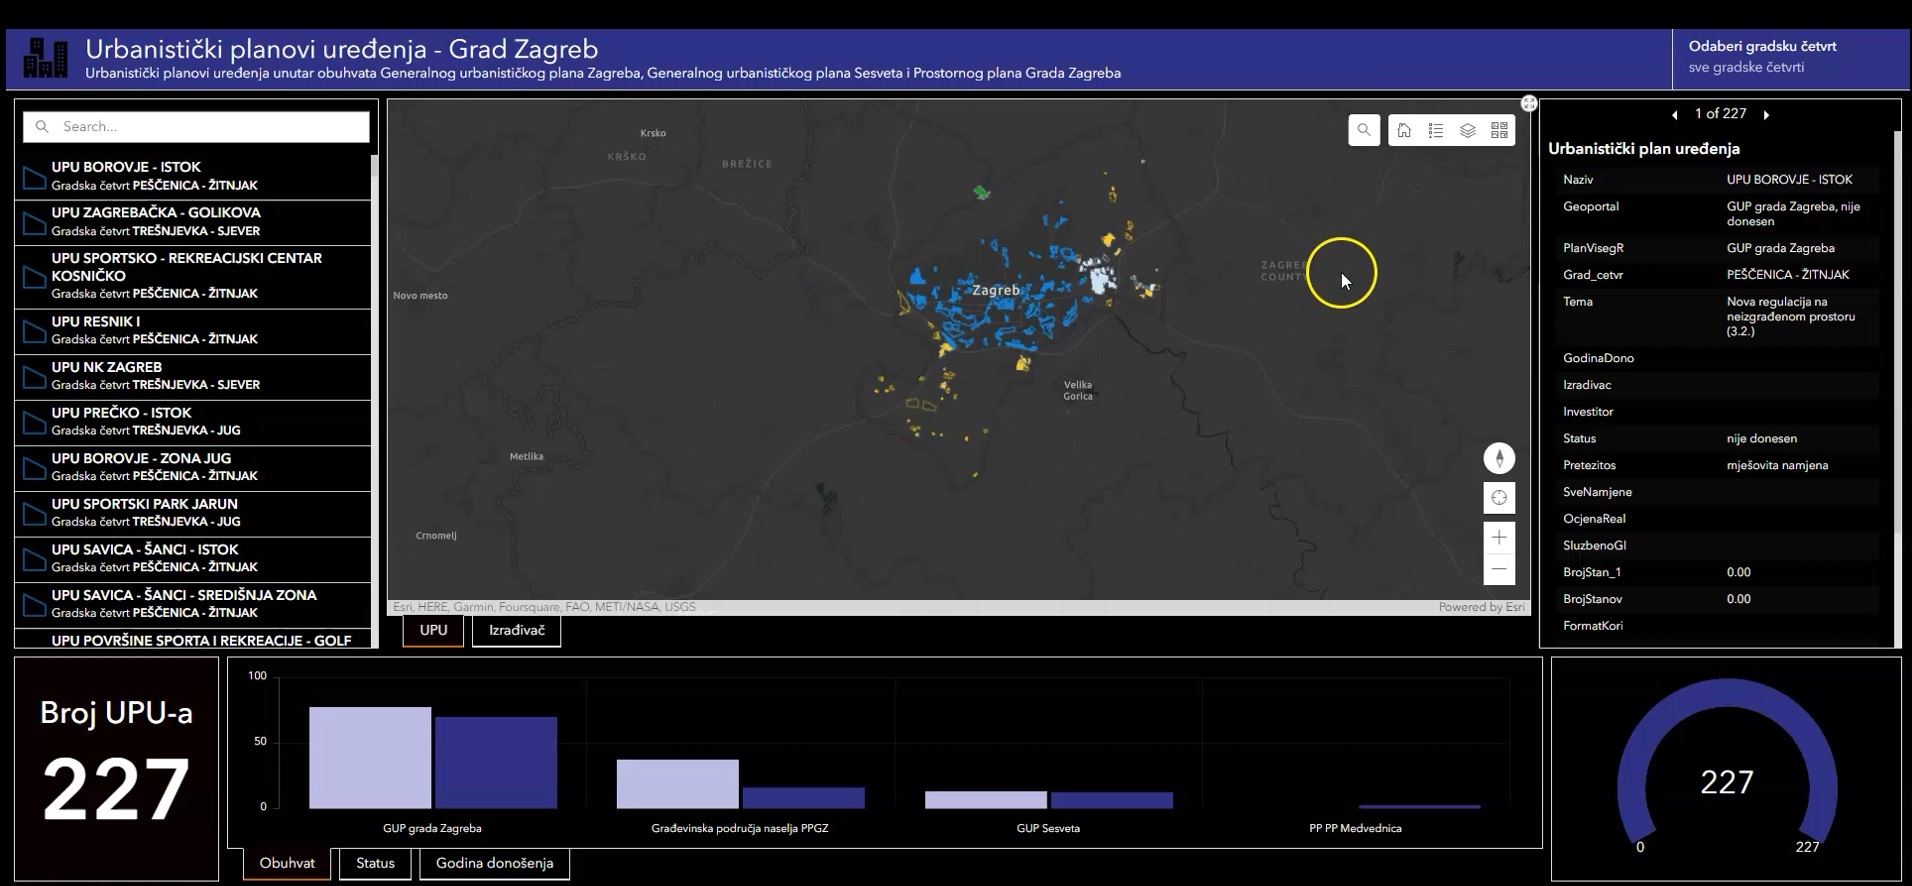 Urbanistički planovi uređenja - Grad Zagreb
Urbanistički planovi uređenja unutar obuhvata Generalnog urbanističkog plana Zagreba, Generalnog urbanističkog plana Sesveta i Prostornog plana Grada Zagreba
Odaberi gradsku četvrt
sve gradske četvrti
Search...
UPU BOROVJE - ISTOK
Gradska četvrt PEŠČENICA - ŽITNJAK
UPU ZAGREBAČKA - GOLIKOVA
Gradska četvrt TREŠNJEVKA - SJEVER
UPU SPORTSKO - REKREACIJSKI CENTAR
KOSNIČKO
Gradska četvrt PEŠČENICA - ŽITNJAK
UPU RESNIK I
Gradska četvrt PEŠČENICA - ŽITNJAK
UPU NK ZAGREB
Gradska četvrt TREŠNJEVKA - SJEVER
UPU PREČKO - ISTOK
Gradska četvrt TREŠNJEVKA - JUG
UPU BOROVJE - ZONA JUG
Gradska četvrt PEŠČENICA - ŽITNJAK
UPU SPORTSKI PARK JARUN
Gradska četvrt TREŠNJEVKA - JUG
UPU SAVICA - ŠANCI - ISTOK
Gradska četvrt PEŠČENICA - ŽITNJAK
UPU SAVICA - ŠANCI - SREDIŠNJA ZONA
Gradska četvrt PEŠČENICA - ŽITNJAK
UPU POVRŠINE SPORTA I REKREACIJE - GOLF
Krsko
KRŠKO
BREŽICE
Novo mesto
Zagreb
ZAGREB
COUNTY
Velika
Gorica
Metlika
Crnomelj
Esri, HERE, Garmin, Foursquare, FAO, METI/NASA, USGS
Powered by Esri
UPU
Izrađivač
1 of 227
Urbanistički plan uređenja
Naziv UPU BOROVJE - ISTOK
Geoportal GUP grada Zagreba, nije
donesen
PlanVisegR GUP grada Zagreba
Grad_cetvr PEŠČENICA - ŽITNJAK
Tema Nova regulacija na
neizgrađenom prostoru
(3.2.)
GodinaDono
Izradivac
Investitor
Status nije donesen
Pretezitos mješovita namjena
SveNamjene
OcjenaReal
SluzbenoGl
BrojStan_1 0.00
BrojStanov 0.00
FormatKori
Broj UPU-a
227
100
50
0
GUP grada Zagreba
Građevinska područja naselja PPGZ
GUP Sesveta
PP PP Medvednica
Obuhvat
Status
Godina donošenja
227
0
227